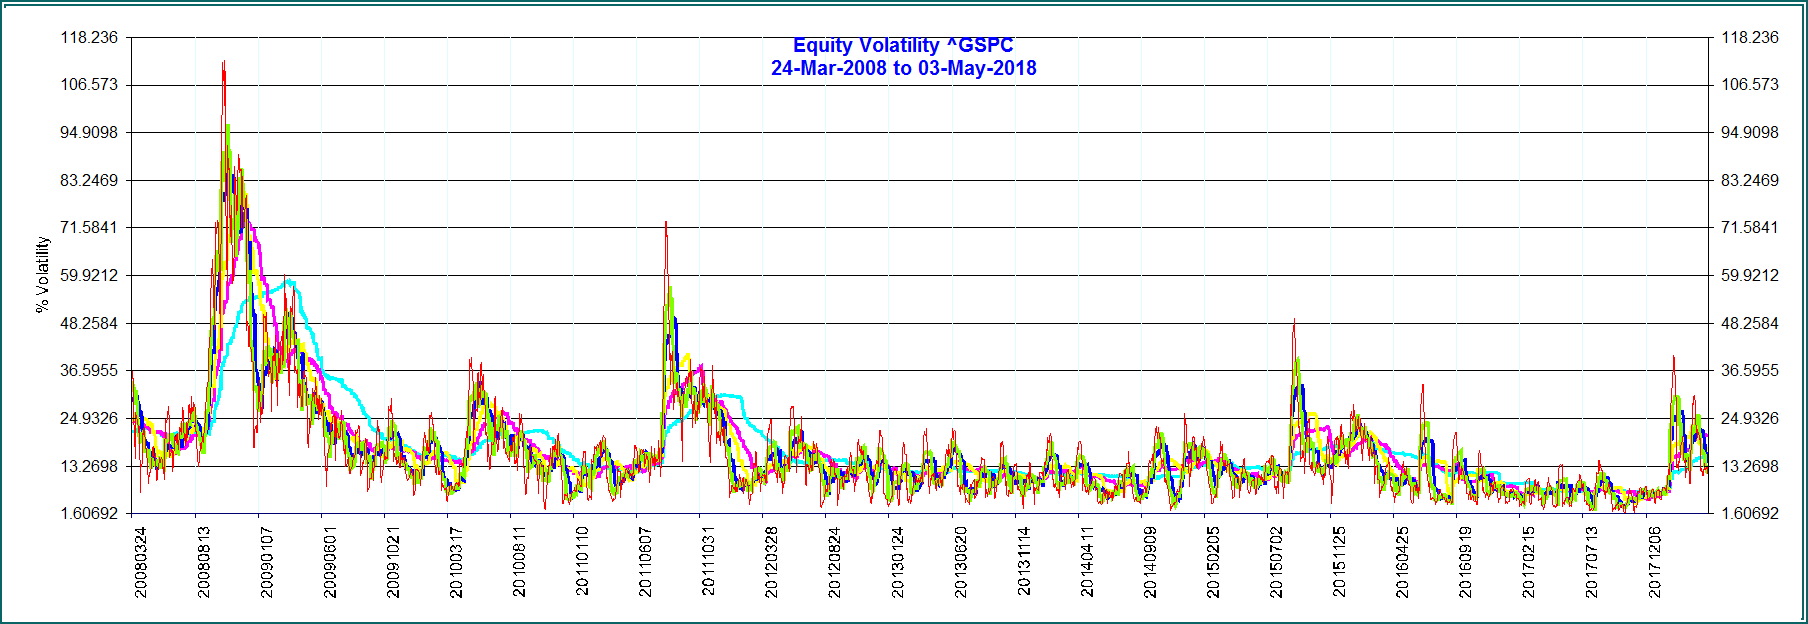 Equity Volatility ^GSPC
24-Mar-2008 to 03-May-2018
118.236 118.236
106.573 106.573
94.9098 94.9098
83.2469 83.2469
71.5841 71.5841
59.9212 59.9212
48.2584 48.2584
36.5955 36.5955
24.9326 24.9326
13.2698 13.2698
1.60692 1.60692
% Volatility
20080324 20080813 20090107 20090601 20091021 20100317 20100811 20110110 20110607 20111031 20120328 20120824 20130124 20130620 20131114 20140411 20140909 20150205 20150702 20151125 20160425 20160919 20170215 20170713 20171206